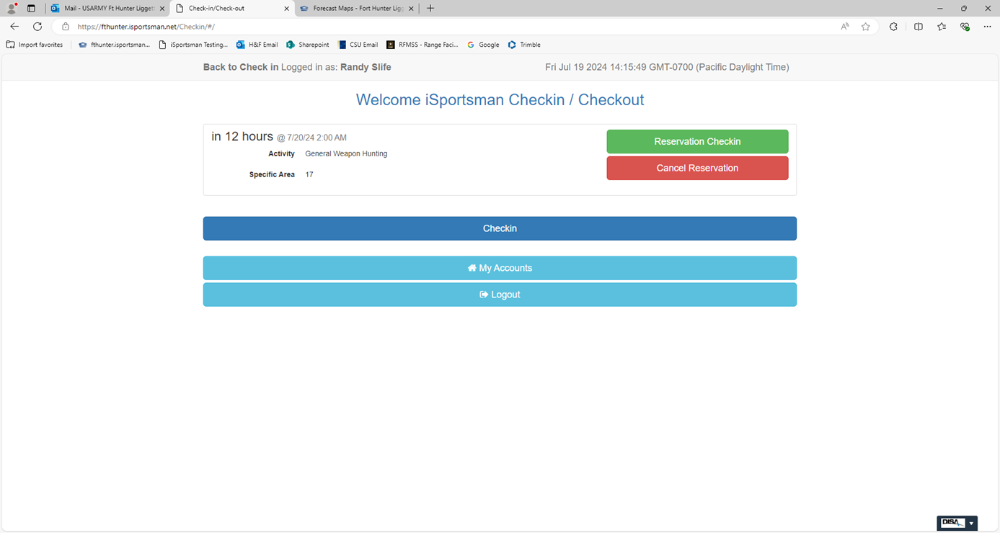 Mail - USARMY Ft Hunter Liggett
Check-in/Check-out
Forecast Maps - Fort Hunter Ligg
https://fthunter.isportsman.net/Checkin/#/
Import favorites
fthunter.isportsman...
iSportsman Testing...
H&F Email
Sharepoint
CSU Email
RFMSS - Range Faci...
Google
Trimble
Back to Check in Logged in as: Randy Slife
Fri Jul 19 2024 14:15:49 GMT-0700 (Pacific Daylight Time)
Welcome iSportsman Checkin / Checkout
in 12 hours @ 7/20/24 2:00 AM
Activity General Weapon Hunting
Specific Area 17
Reservation Checkin
Cancel Reservation
Checkin
My Accounts
Logout
DISA